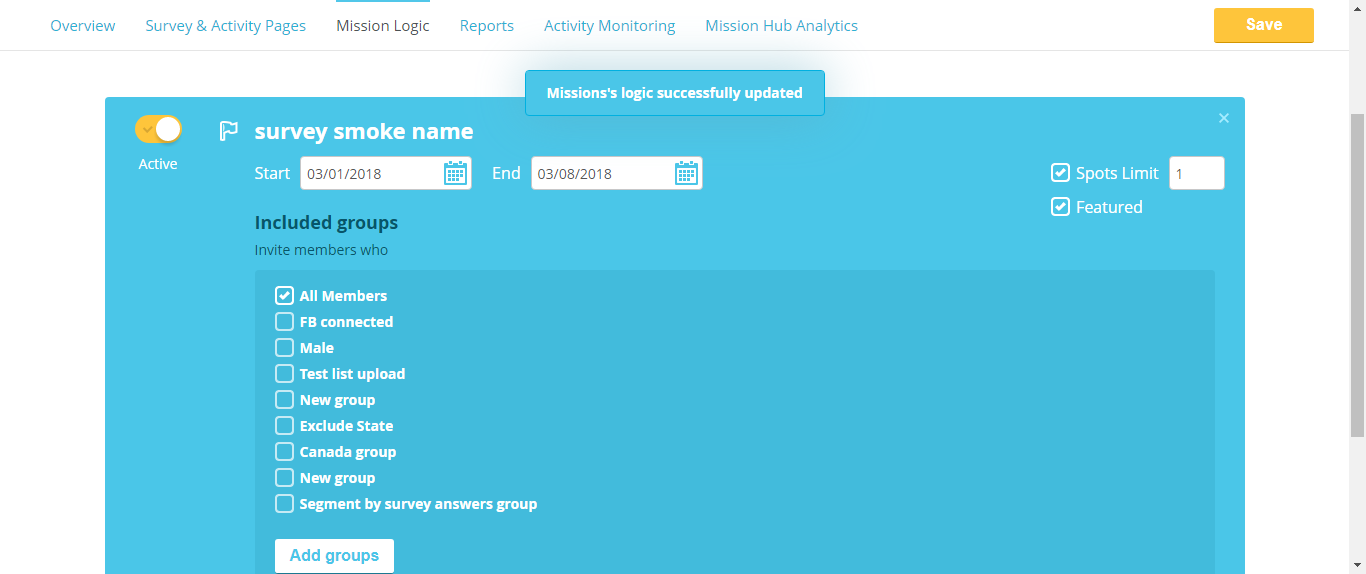 Overview Survey & Activity Pages Mission Logic Reports Activity Monitoring Mission Hub Analytics Save
Missions's logic successfully updated
survey smoke name
Active
Start 03/01/2018 End 03/08/2018 Spots Limit 1
Featured
Included groups
Invite members who
All Members
FB connected
Male
Test list upload
New group
Exclude State
Canada group
New group
Segment by survey answers group
Add groups